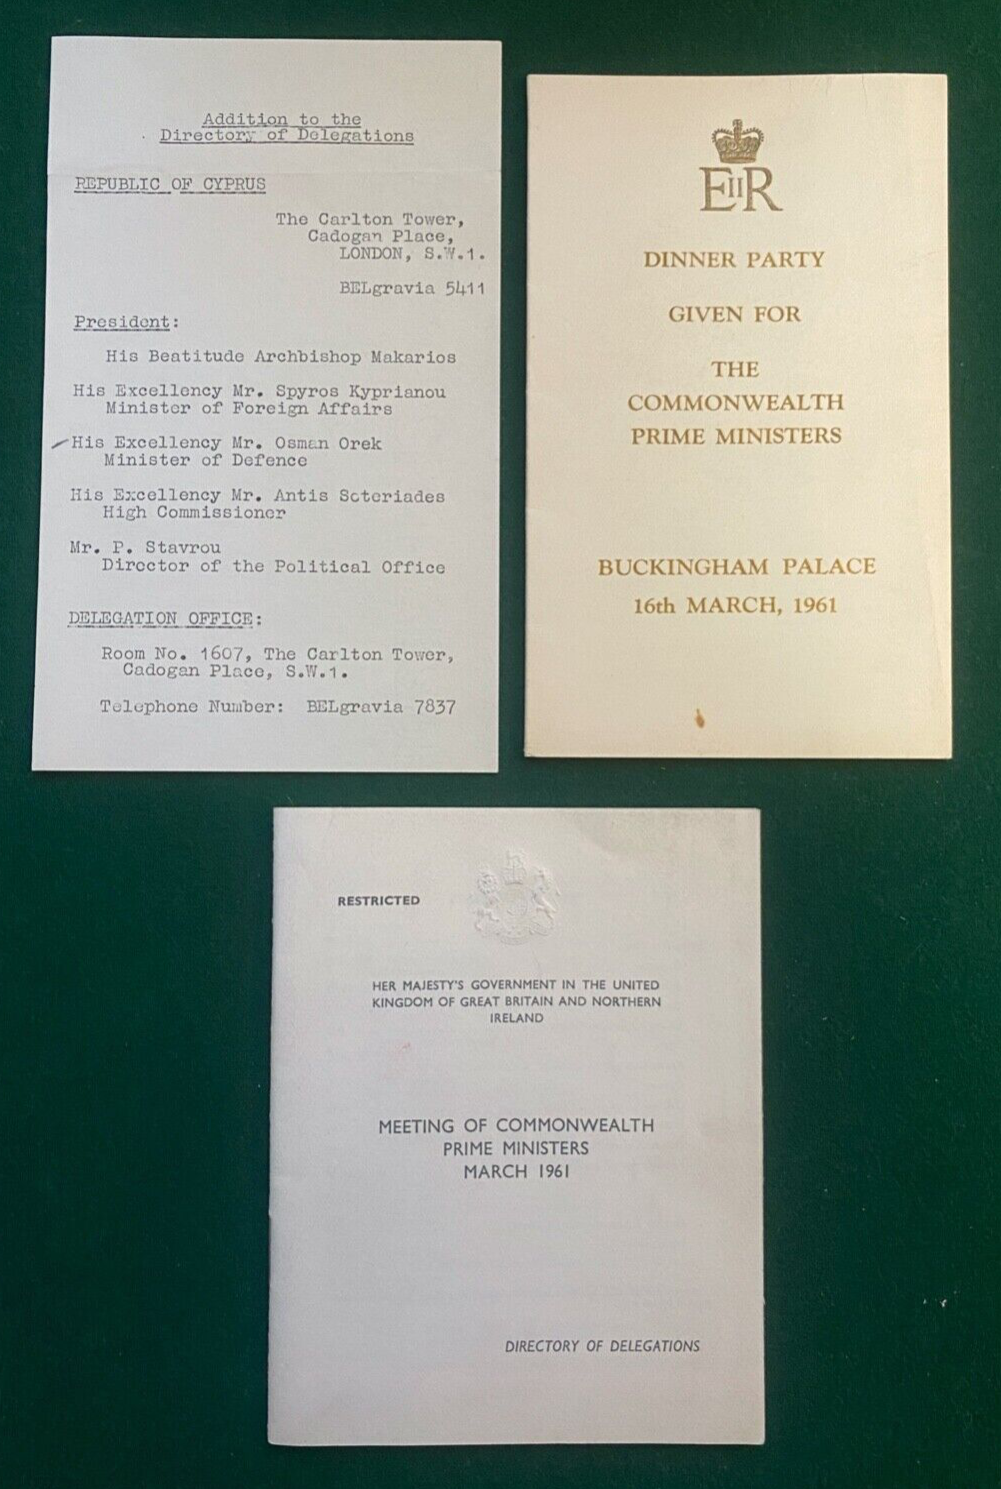 Addition to the
Directory of Delegations
REPUBLIC OF CYPRUS
The Carlton Tower,
Cadogan Place,
LONDON, S.W.1.
BELgravia 5411
President:
His Beatitude Archbishop Makarios
His Excellency Mr. Spyros Kyprianou
Minister of Foreign Affairs
His Excellency Mr. Osman Orek
Minister of Defence
His Excellency Mr. Antis Soteriades
High Commissioner
Mr. P. Stavrou
Director of the Political Office
DELEGATION OFFICE:
Room No. 1607, The Carlton Tower,
Cadogan Place, S.W.1.
Telephone Number: BELgravia 7837
EIIR
DINNER PARTY
GIVEN FOR
THE
COMMONWEALTH
PRIME MINISTERS
BUCKINGHAM PALACE
16th MARCH, 1961
RESTRICTED
HER MAJESTY'S GOVERNMENT IN THE UNITED
KINGDOM OF GREAT BRITAIN AND NORTHERN
IRELAND
MEETING OF COMMONWEALTH
PRIME MINISTERS
MARCH 1961
DIRECTORY OF DELEGATIONS